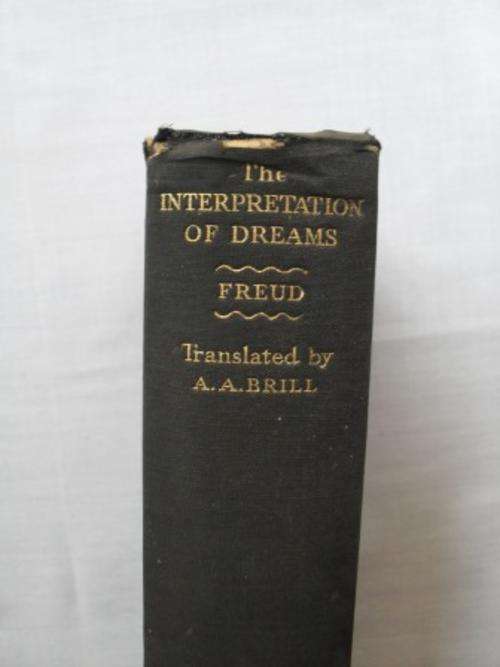 The
INTERPRETATION
OF DREAMS
FREUD
Translated by
A. A. BRILL